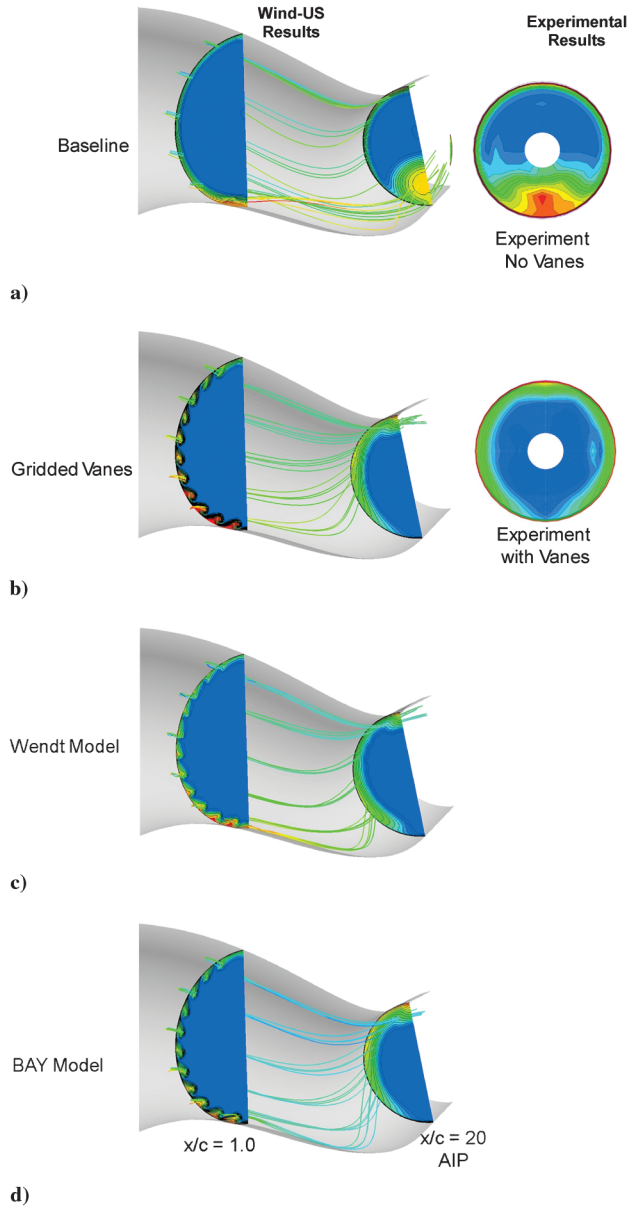 Wind-US
Results
Experimental
Results
Baseline
Experiment
No Vanes
a)
Gridded Vanes
Experiment
with Vanes
b)
Wendt Model
c)
BAY Model
x/c = 1.0
x/c = 20
AIP
d)